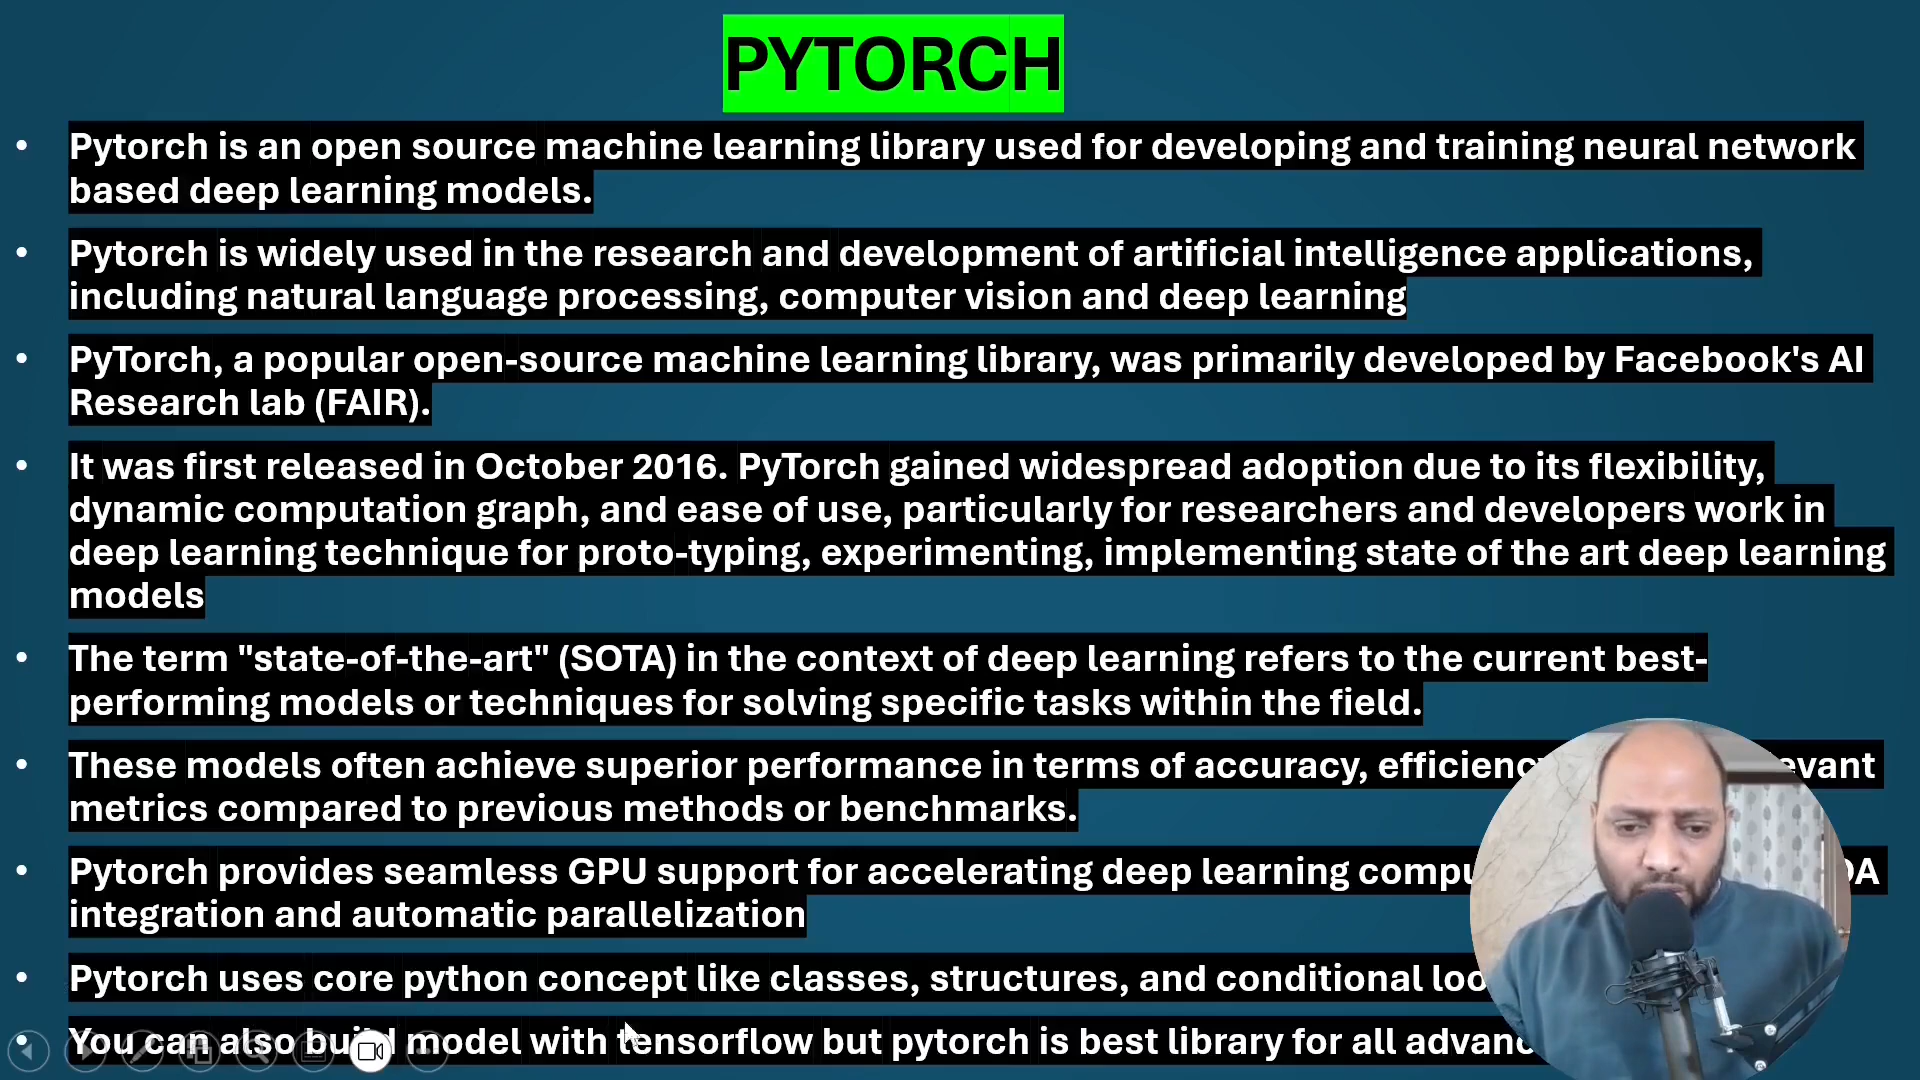 PYTORCH
• Pytorch is an open source machine learning library used for developing and training neural network
based deep learning models.
• Pytorch is widely used in the research and development of artificial intelligence applications,
including natural language processing, computer vision and deep learning
• PyTorch, a popular open-source machine learning library, was primarily developed by Facebook's AI
Research lab (FAIR).
• It was first released in October 2016. PyTorch gained widespread adoption due to its flexibility,
dynamic computation graph, and ease of use, particularly for researchers and developers work in
deep learning technique for proto-typing, experimenting, implementing state of the art deep learning
models
• The term "state-of-the-art" (SOTA) in the context of deep learning refers to the current best-
performing models or techniques for solving specific tasks within the field.
• These models often achieve superior performance in terms of accuracy,
metrics compared to previous methods or benchmarks.
• Pytorch provides seamless GPU support for accelerating deep learning
integration and automatic parallelization
• Pytorch uses core python concept like classes, structures, and conditional
• You can also build model with tensorflow but pytorch is best library for all